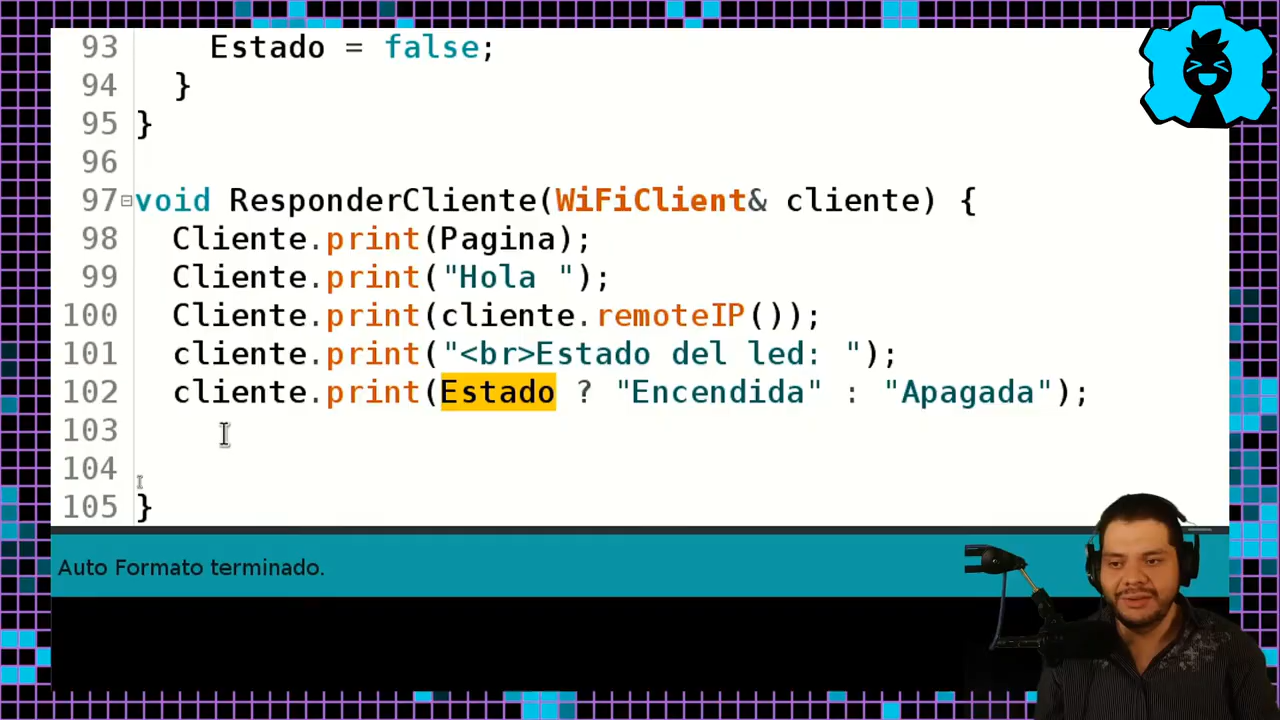 93 Estado = false;
94 }
95 }
96
97 void ResponderCliente(WiFiClient& cliente) {
98 Cliente.print(Pagina);
99 Cliente.print("Hola ");
100 Cliente.print(cliente.remoteIP());
101 cliente.print("<br>Estado del led: ");
102 cliente.print(Estado ? "Encendida" : "Apagada");
103
104
105 }
Auto Formato terminado.